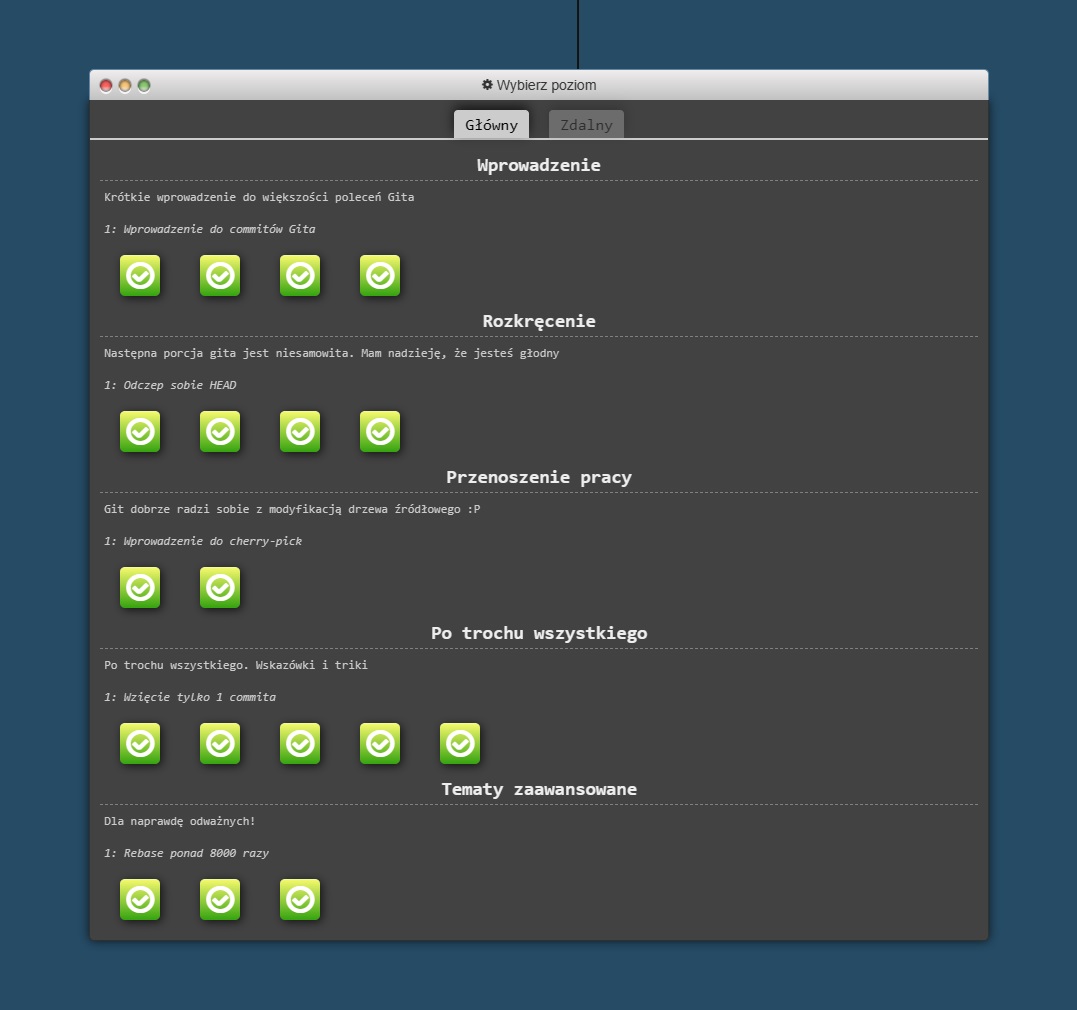 Wybierz poziom
Główny Zdalny
Wprowadzenie
Krótkie wprowadzenie do większości poleceń Gita
1: Wprowadzenie do commitów Gita
Rozkręcenie
Następna porcja gita jest niesamowita. Mam nadzieję, że jesteś głodny
1: Odczep sobie HEAD
Przenoszenie pracy
Git dobrze radzi sobie z modyfikacją drzewa źródłowego :P
1: Wprowadzenie do cherry-pick
Po trochu wszystkiego
Po trochu wszystkiego. Wskazówki i triki
1: Wzięcie tylko 1 commita
Tematy zaawansowane
Dla naprawdę odważnych!
1: Rebase ponad 8000 razy